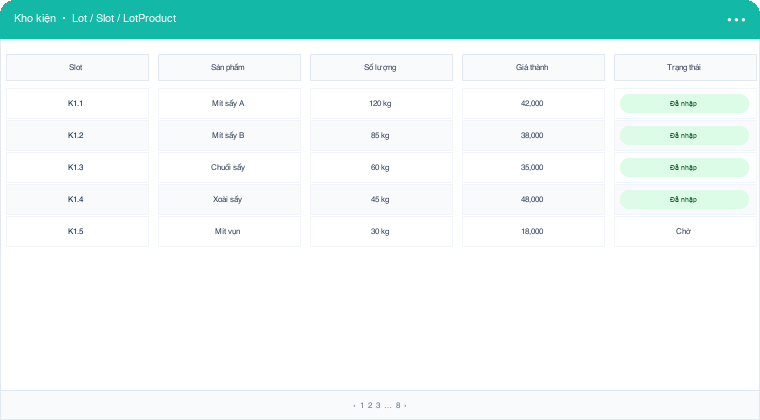 Kho kiện • Lot / Slot / LotProduct
Slot Sản phẩm Số lượng Giá thành Trạng thái
K1.1 Mít sấy A 120 kg 42,000 Đã nhập
K1.2 Mít sấy B 85 kg 38,000 Đã nhập
K1.3 Chuối sấy 60 kg 35,000 Đã nhập
K1.4 Xoài sấy 45 kg 48,000 Đã nhập
K1.5 Mít vụn 30 kg 18,000 Chờ
‹ 1 2 3 … 8 ›